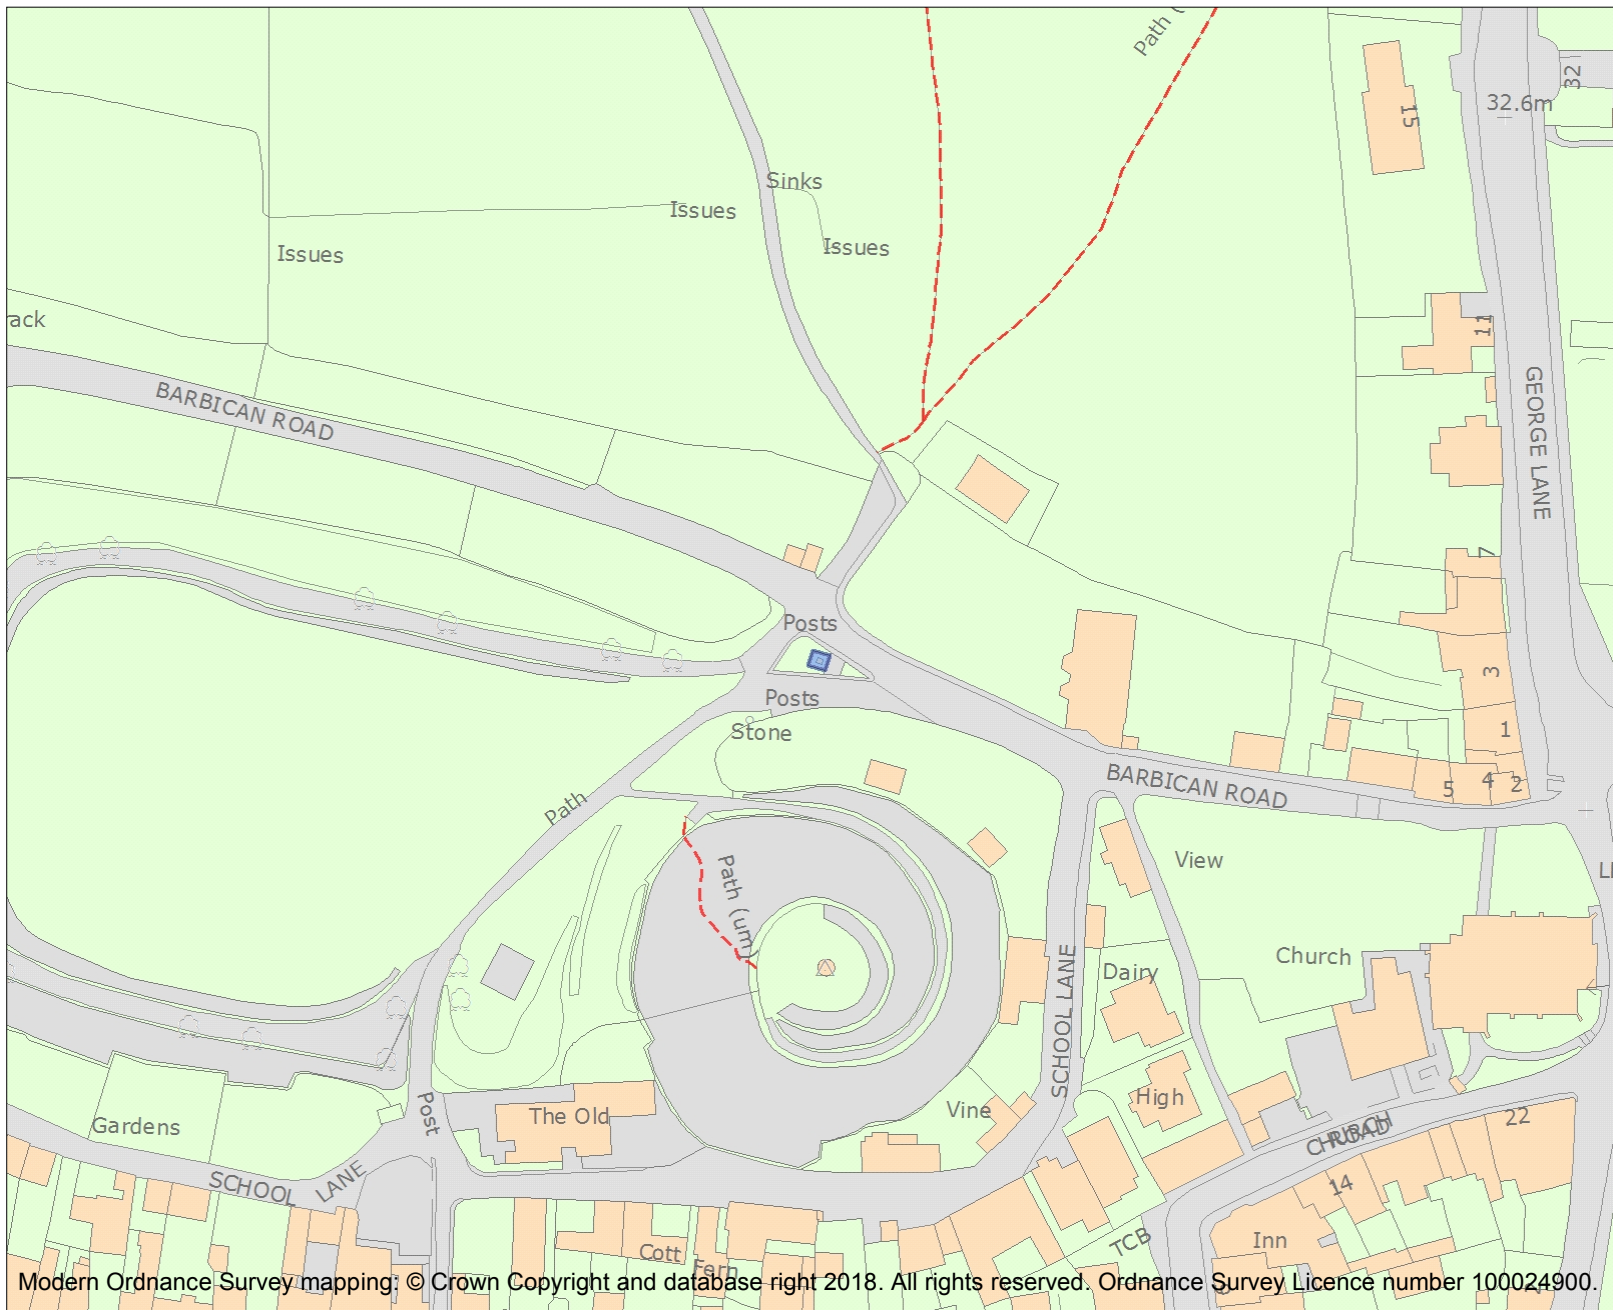 Path (
32
32.6m
15
Sinks
Issues
Issues
Issues
ack
11
GEORGE LANE
BARBICAN ROAD
7
Posts
3
Posts
Stone
1
BARBICAN ROAD
5
4
2
Path
View
Path (um)
Church
SCHOOL LANE
Dairy
High
Vine
The Old
Post
Gardens
CHURCH
ROAD
22
SCHOOL
LANE
14
TCB
Inn
Cott
Fern
Modern Ordnance Survey mapping: © Crown Copyright and database right 2018. All rights reserved. Ordnance Survey Licence number 100024900.